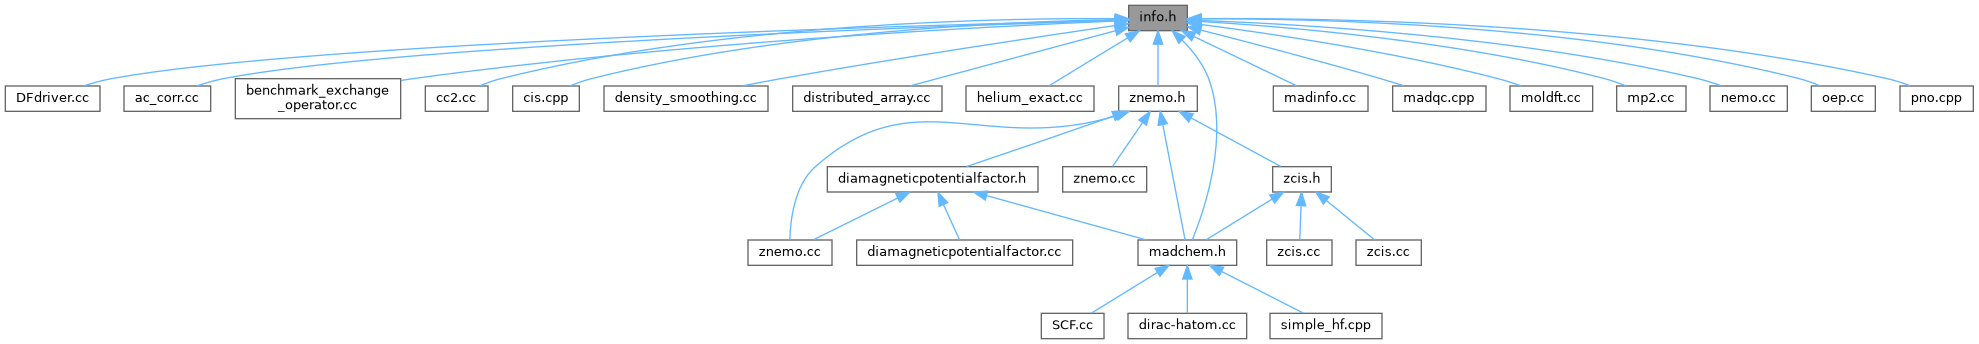 info.h
DFdriver.cc
ac_corr.cc
benchmark_exchange
_operator.cc
cc2.cc
cis.cpp
density_smoothing.cc
distributed_array.cc
helium_exact.cc
znemo.h
madinfo.cc
madqc.cpp
moldft.cc
mp2.cc
nemo.cc
oep.cc
pno.cpp
diamagneticpotentialfactor.h
znemo.cc
zcis.h
znemo.cc
diamagneticpotentialfactor.cc
madchem.h
zcis.cc
zcis.cc
SCF.cc
dirac-hatom.cc
simple_hf.cpp